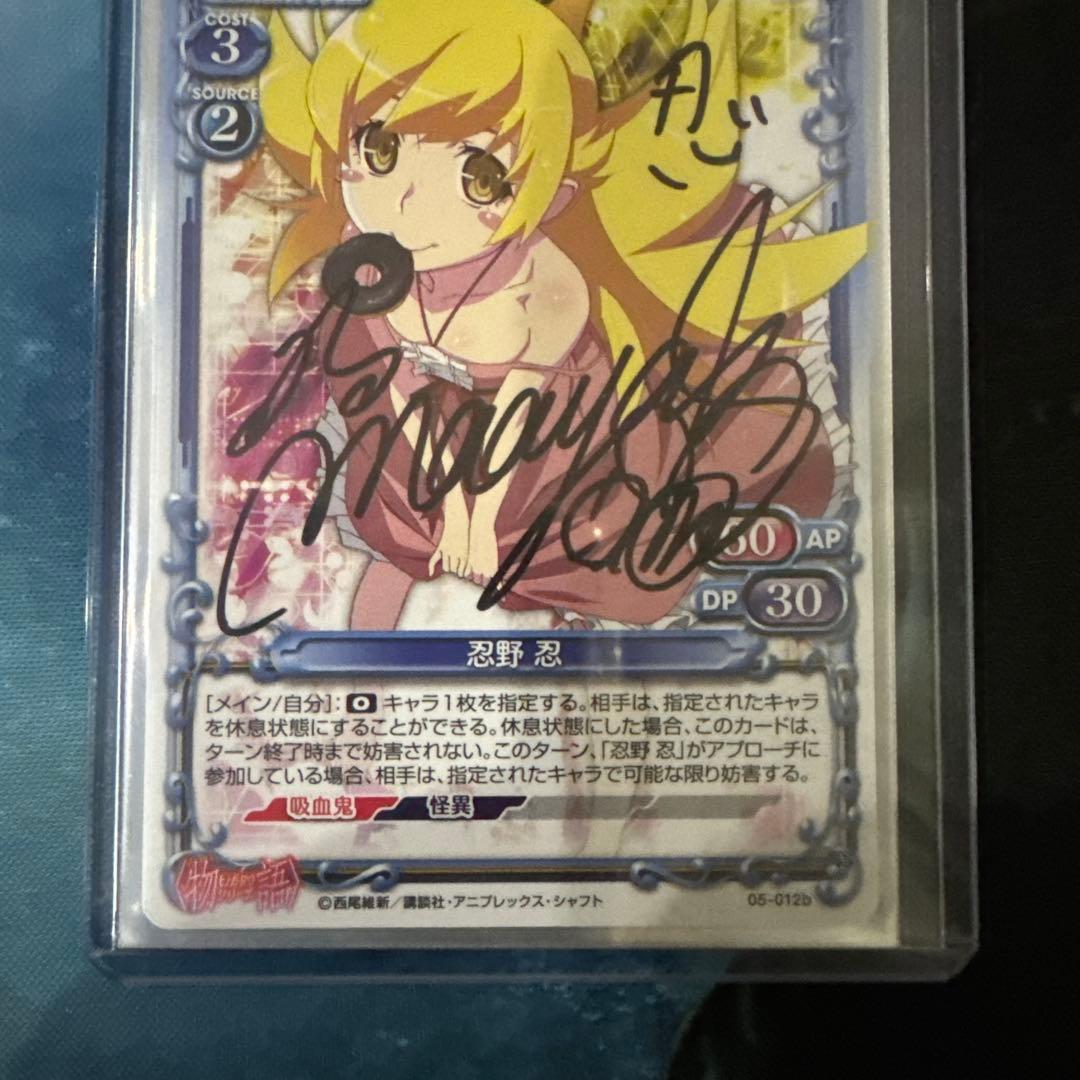 COST
3
SOURCE
2
忍
maaya
50 AP
DP 30
忍野 忍
[メイン/自分]:0 キャラ1枚を指定する。相手は、指定されたキャラ
を休息状態にすることができる。休息状態にした場合、このカードは、
ターン終了時まで妨害されない。このターン、「忍野 忍」がアプローチに
参加している場合、相手は、指定されたキャラで可能な限り妨害する。
吸血鬼 怪異
物語
©西尾維新／講談社・アニプレックス・シャフト
05-012b